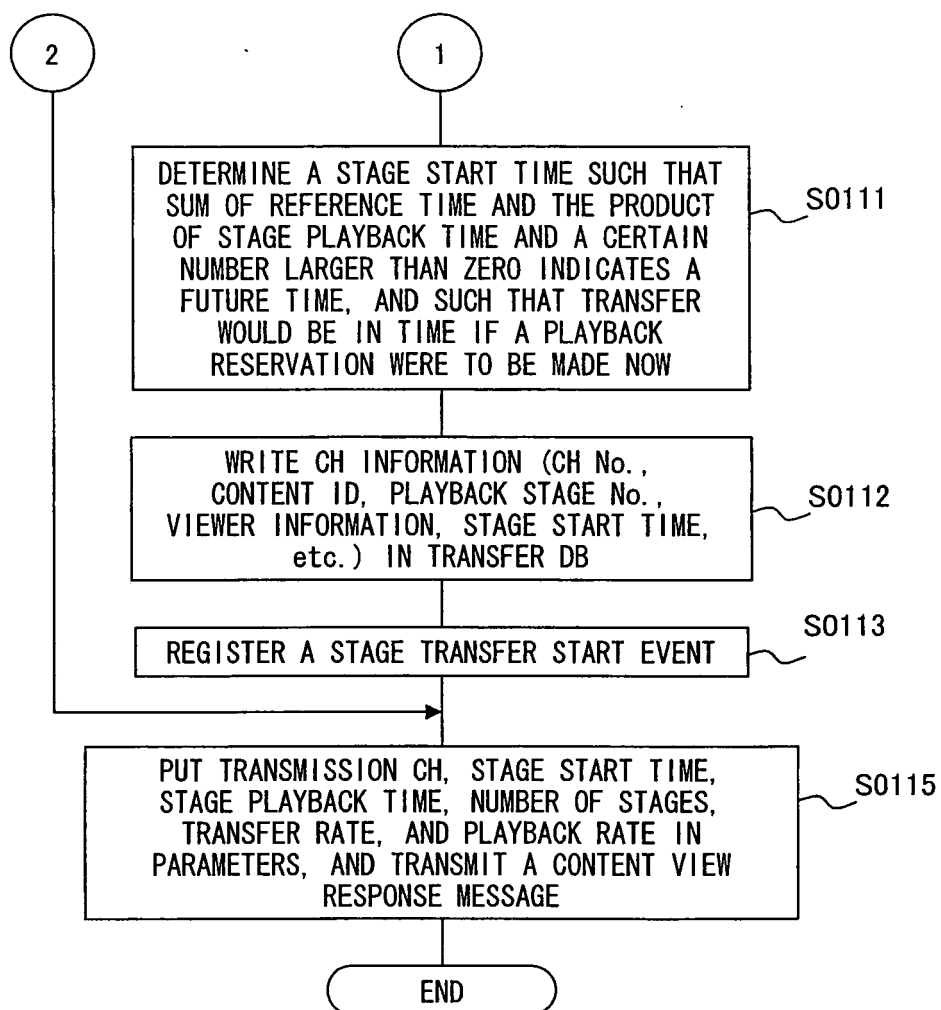 2
1
DETERMINE A STAGE START TIME SUCH THAT
SUM OF REFERENCE TIME AND THE PRODUCT
OF STAGE PLAYBACK TIME AND A CERTAIN
NUMBER LARGER THAN ZERO INDICATES A
FUTURE TIME, AND SUCH THAT TRANSFER
WOULD BE IN TIME IF A PLAYBACK
RESERVATION WERE TO BE MADE NOW
S0111
WRITE CH INFORMATION (CH No.,
CONTENT ID, PLAYBACK STAGE No.,
VIEWER INFORMATION, STAGE START TIME,
etc.) IN TRANSFER DB
S0112
REGISTER A STAGE TRANSFER START EVENT
S0113
PUT TRANSMISSION CH, STAGE START TIME,
STAGE PLAYBACK TIME, NUMBER OF STAGES,
TRANSFER RATE, AND PLAYBACK RATE IN
PARAMETERS, AND TRANSMIT A CONTENT VIEW
RESPONSE MESSAGE
S0115
END